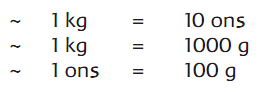 ~ 1 kg = 10 ons
~ 1 kg = 1000 g
~ 1 ons = 100 g